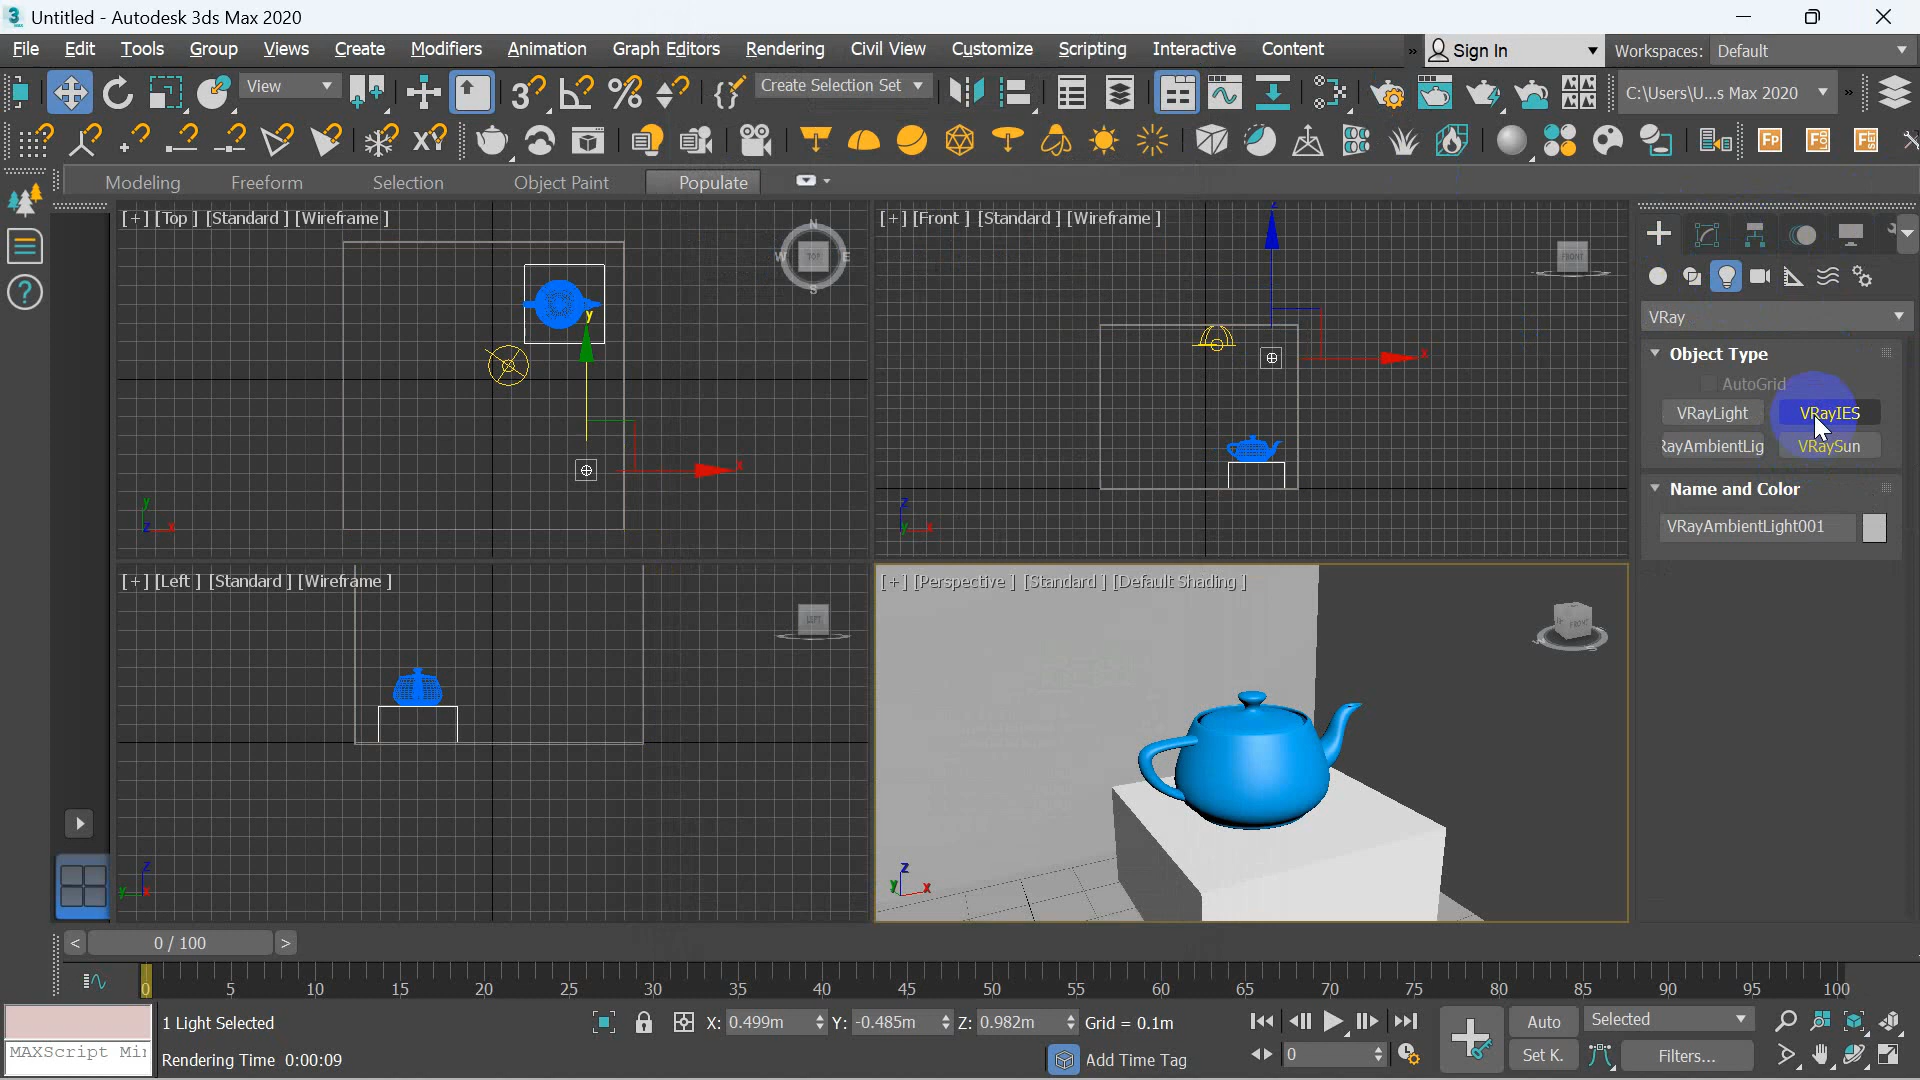 Untitled - Autodesk 3ds Max 2020
File Edit Tools Group Views Create Modifiers Animation Graph Editors Rendering Civil View Customize Scripting Interactive Content » Sign In Workspaces: Default
View Create Selection Set C:\Users\U...s Max 2020 »
Modeling Freeform Selection Object Paint Populate
[+] [Top ] [Standard ] [Wireframe ]
[+] [Front ] [Standard ] [Wireframe ]
VRay
Object Type
AutoGrid
VRayLight VRayIES
RayAmbientLig VRaySun
Name and Color
VRayAmbientLight001
[+] [Left ] [Standard ] [Wireframe ]
[+] [Perspective ] [Standard ] [Default Shading ]
< 0 / 100 >
0 5 10 15 20 25 30 35 40 45 50 55 60 65 70 75 80 85 90 95 100
1 Light Selected X: 0.499m Y: -0.485m Z: 0.982m Grid = 0.1m Auto Selected
MAXScript Mi
Rendering Time 0:00:09 Add Time Tag 0 Set K. Filters...